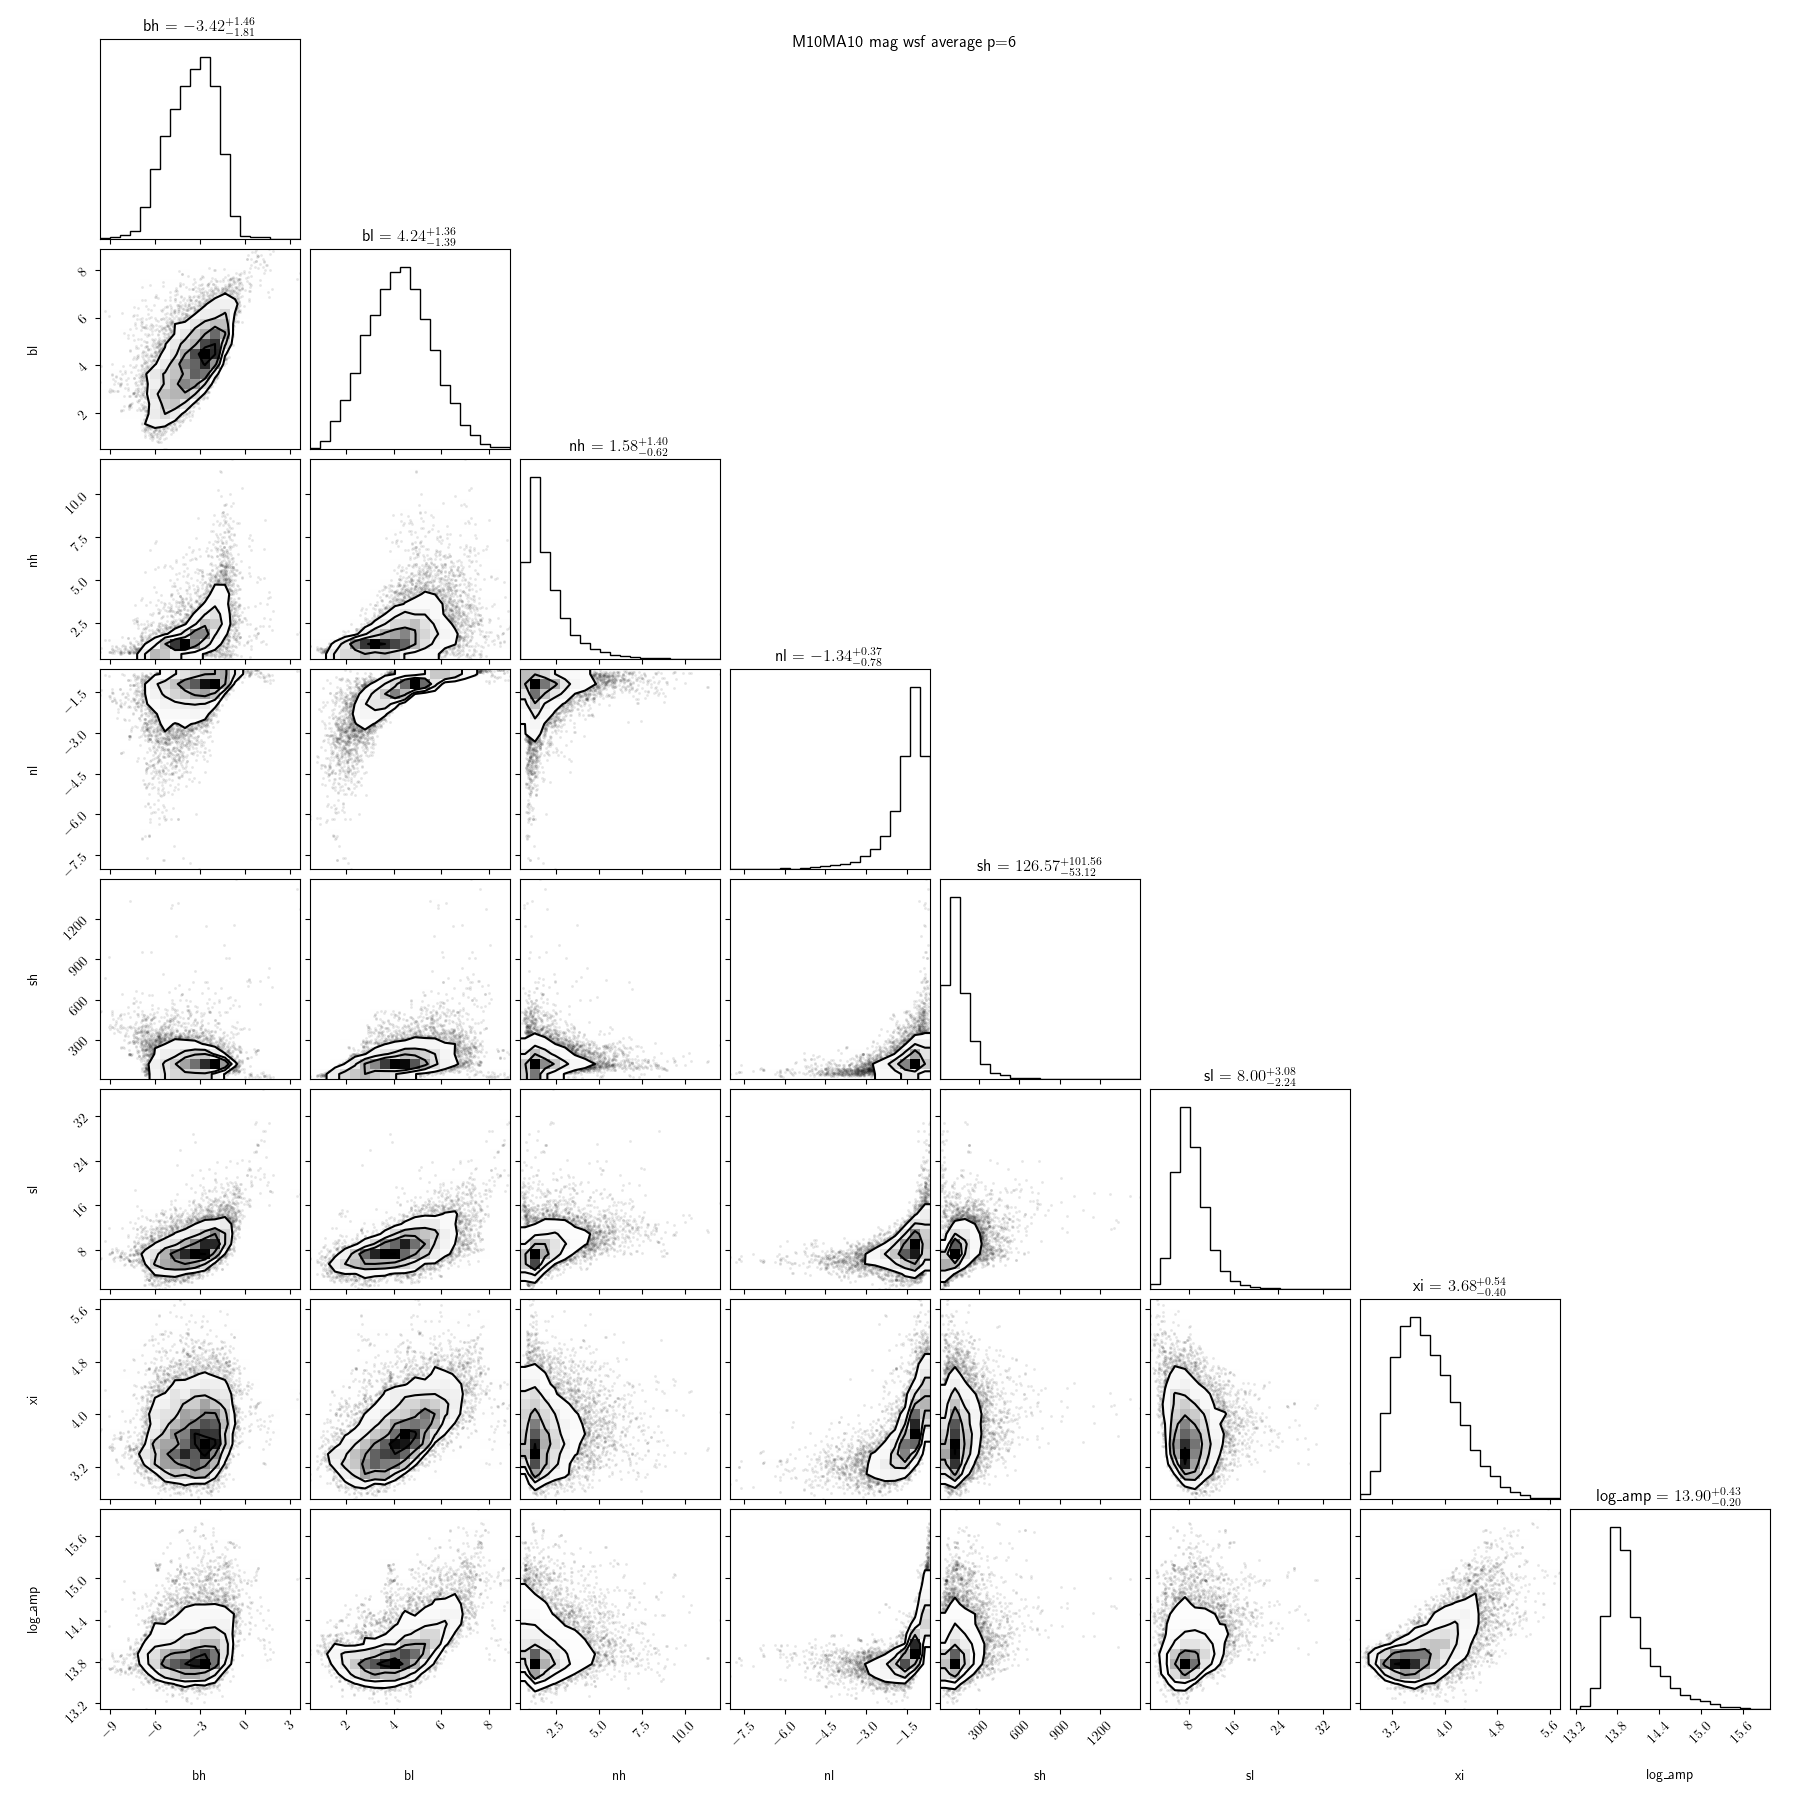 M10MA10 mag wsf average p=6
bh = −3.42+1.46−1.81
bl = 4.24+1.36−1.39
nh = 1.58+1.40−0.62
nl = −1.34+0.37−0.78
sh = 126.57+101.56−53.12
sl = 8.00+3.08−2.24
xi = 3.68+0.54−0.40
log_amp = 13.90+0.43−0.20
bl
8
6
4
2
nh
10.0
7.5
5.0
2.5
nl
−1.5
−3.0
−4.5
−6.0
−7.5
sh
1200
900
600
300
sl
32
24
16
8
xi
5.6
4.8
4.0
3.2
log_amp
15.6
15.0
14.4
13.8
13.2
−9 −6 −3 0 3
2 4 6 8
2.5 5.0 7.5 10.0
−7.5 −6.0 −4.5 −3.0 −1.5
300 600 900 1200
8 16 24 32
3.2 4.0 4.8 5.6
13.2 13.8 14.4 15.0 15.6
bh bl nh nl sh sl xi log_amp